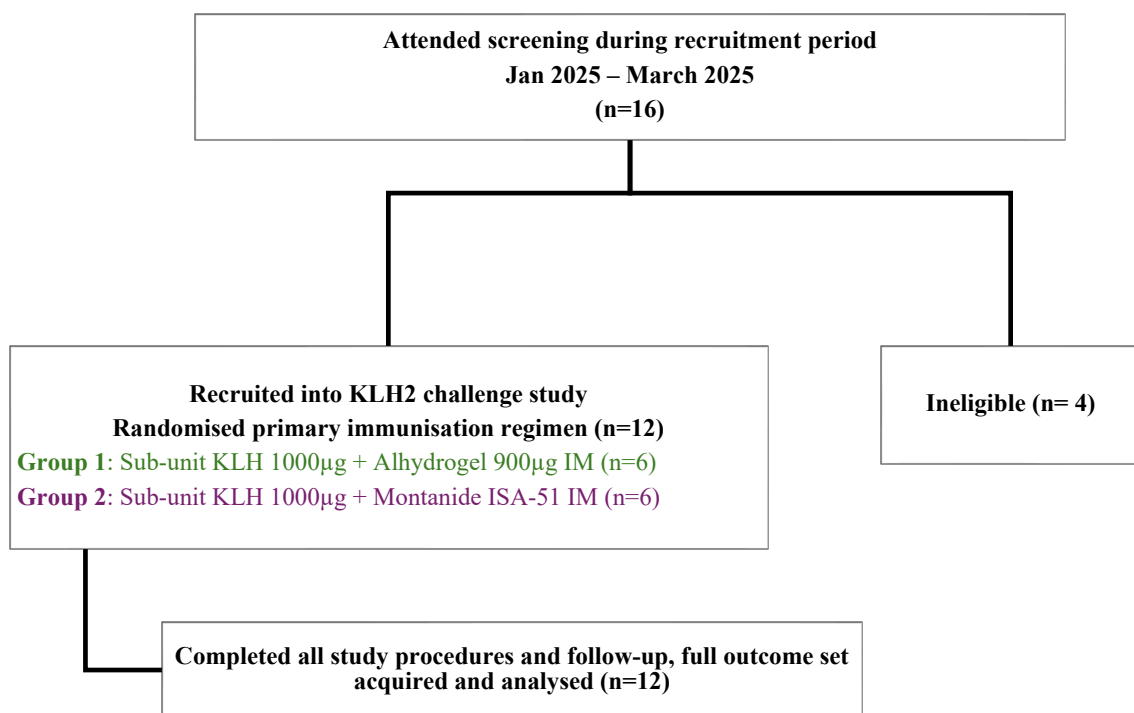 Attended screening during recruitment period
Jan 2025 – March 2025
(n=16)
Recruited into KLH2 challenge study
Randomised primary immunisation regimen (n=12)
Group 1: Sub-unit KLH 1000µg + Alhydrogel 900µg IM (n=6)
Group 2: Sub-unit KLH 1000µg + Montanide ISA-51 IM (n=6)
Ineligible (n= 4)
Completed all study procedures and follow-up, full outcome set
acquired and analysed (n=12)